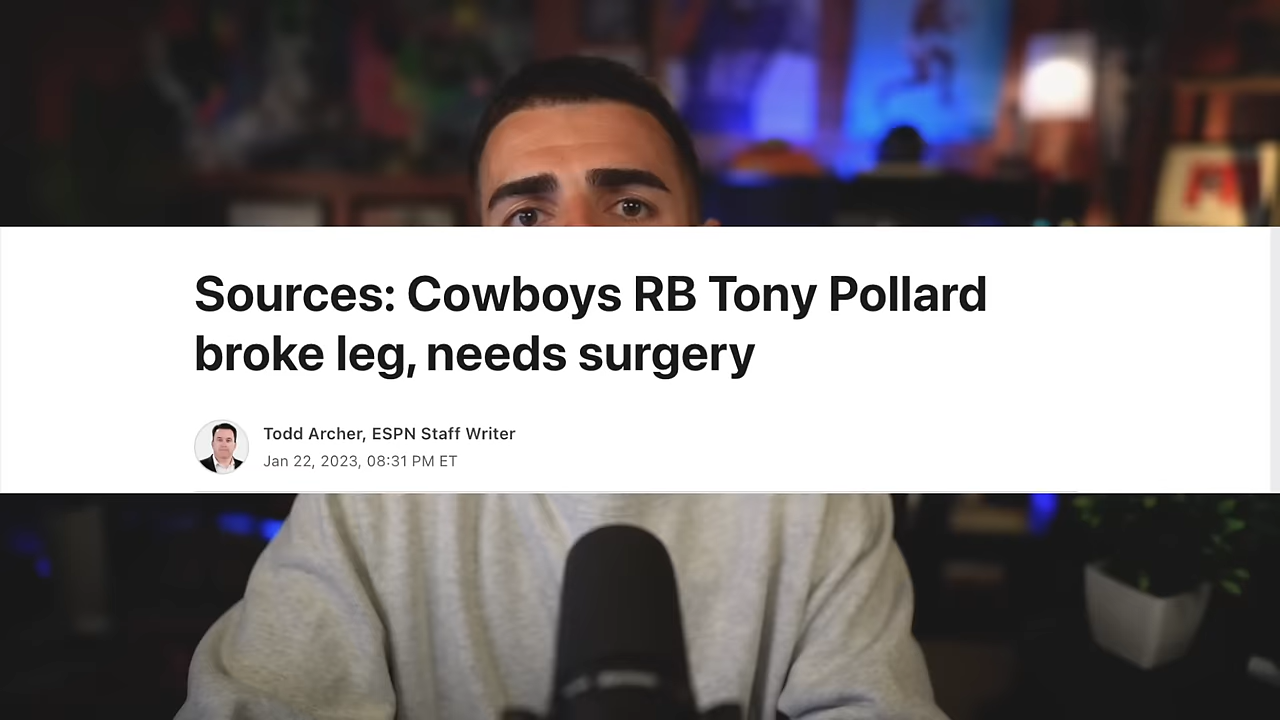 Sources: Cowboys RB Tony Pollard
broke leg, needs surgery
Todd Archer, ESPN Staff Writer
Jan 22, 2023, 08:31 PM ET